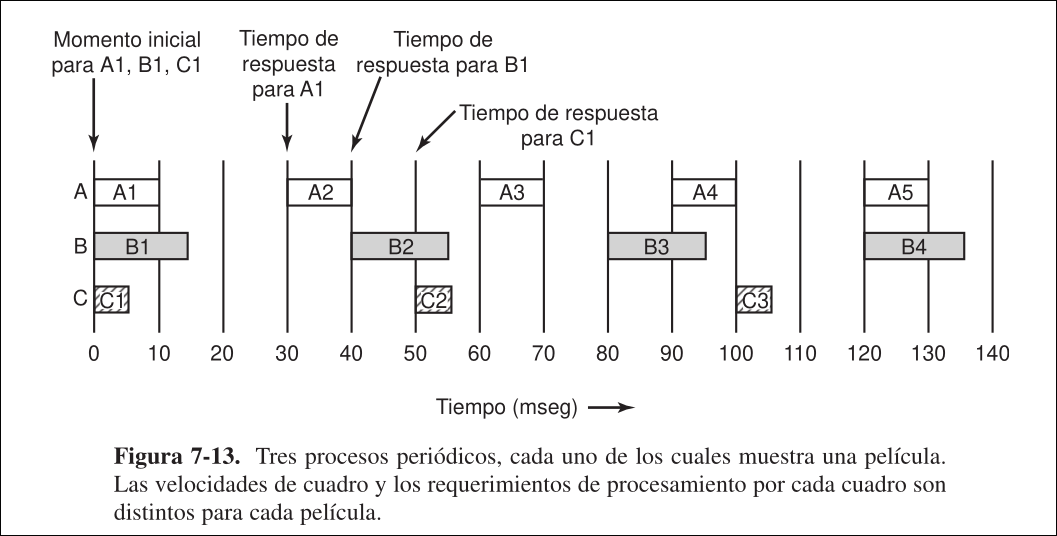 Momento inicial
para A1, B1, C1
Tiempo de
respuesta
para A1
Tiempo de
respuesta para B1
Tiempo de respuesta
para C1
A A1 A2 A3 A4 A5
B B1 B2 B3 B4
C C1 C2 C3
0 10 20 30 40 50 60 70 80 90 100 110 120 130 140
Tiempo (mseg)
Figura 7-13. Tres procesos periódicos, cada uno de los cuales muestra una película.
Las velocidades de cuadro y los requerimientos de procesamiento por cada cuadro son
distintos para cada película.